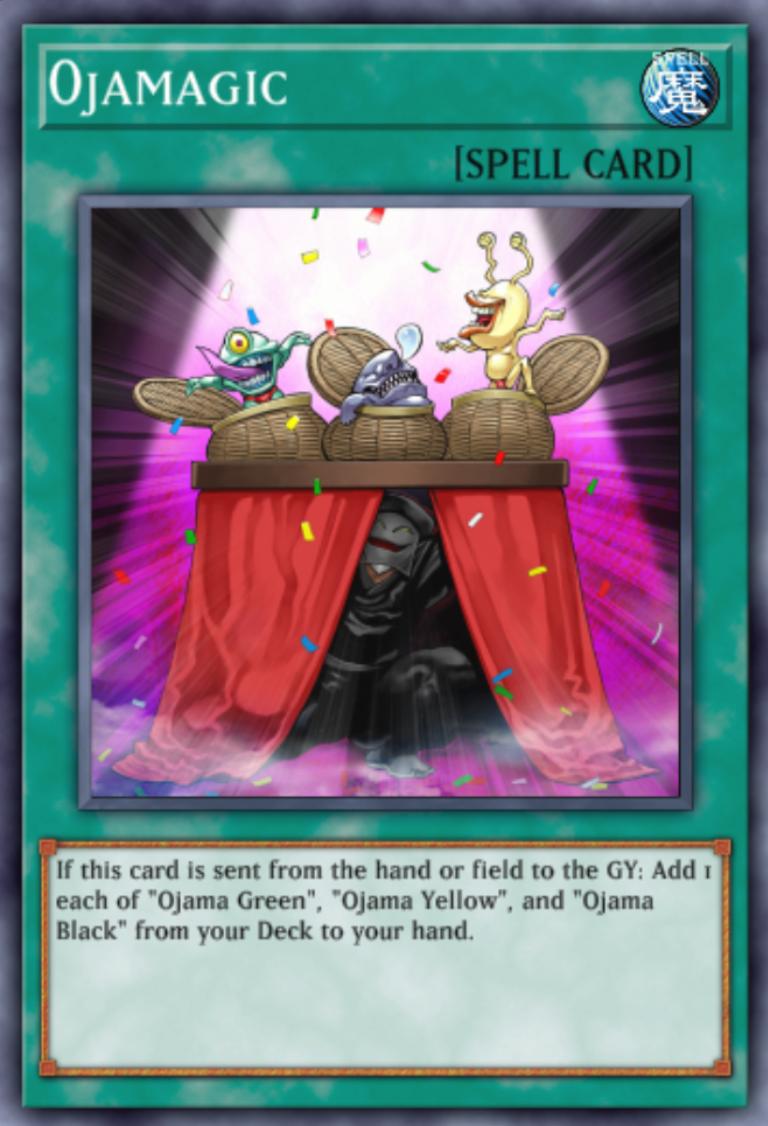 Ojamagic
SPELL
魔
[SPELL CARD]
If this card is sent from the hand or field to the GY: Add 1
each of "Ojama Green", "Ojama Yellow", and "Ojama
Black" from your Deck to your hand.